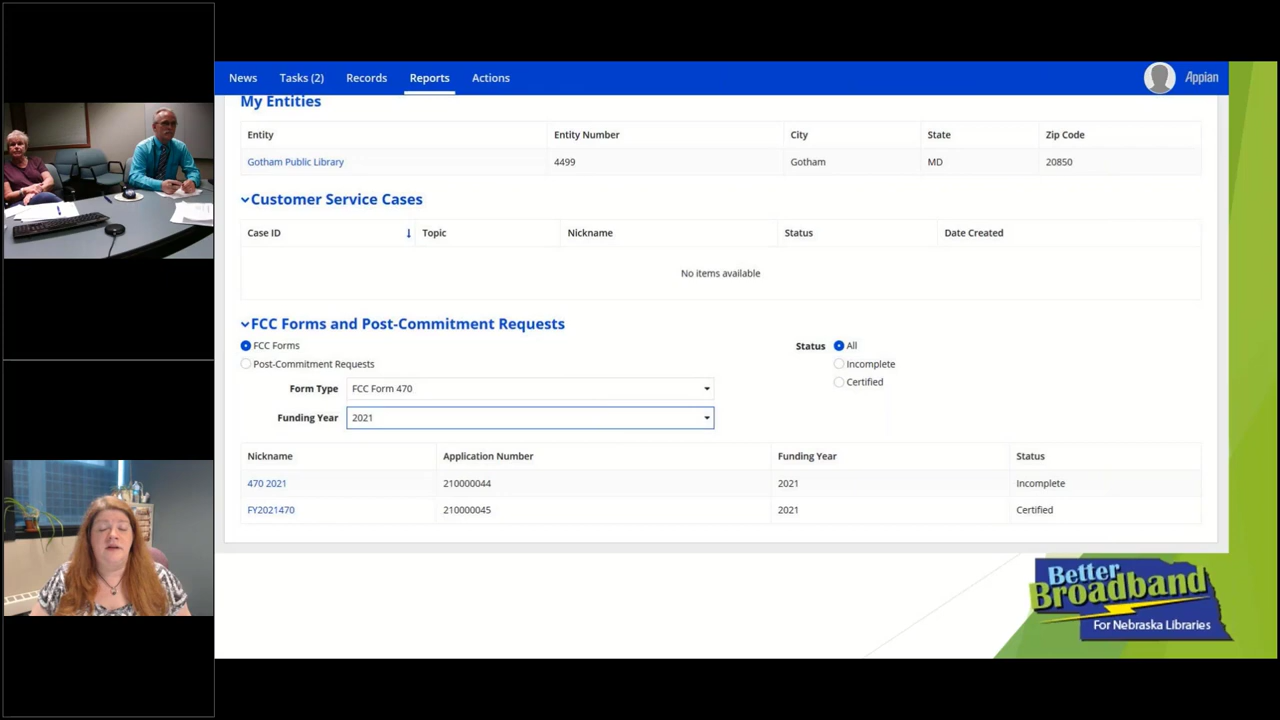 News Tasks (2) Records Reports Actions Appian
My Entities
Entity Entity Number City State Zip Code
Gotham Public Library 4499 Gotham MD 20850
Customer Service Cases
Case ID Topic Nickname Status Date Created
No items available
FCC Forms and Post-Commitment Requests
FCC Forms Status All
Post-Commitment Requests Incomplete
Certified
Form Type FCC Form 470
Funding Year 2021
Nickname Application Number Funding Year Status
470 2021 210000044 2021 Incomplete
FY2021470 210000045 2021 Certified
Better
Broadband
For Nebraska Libraries